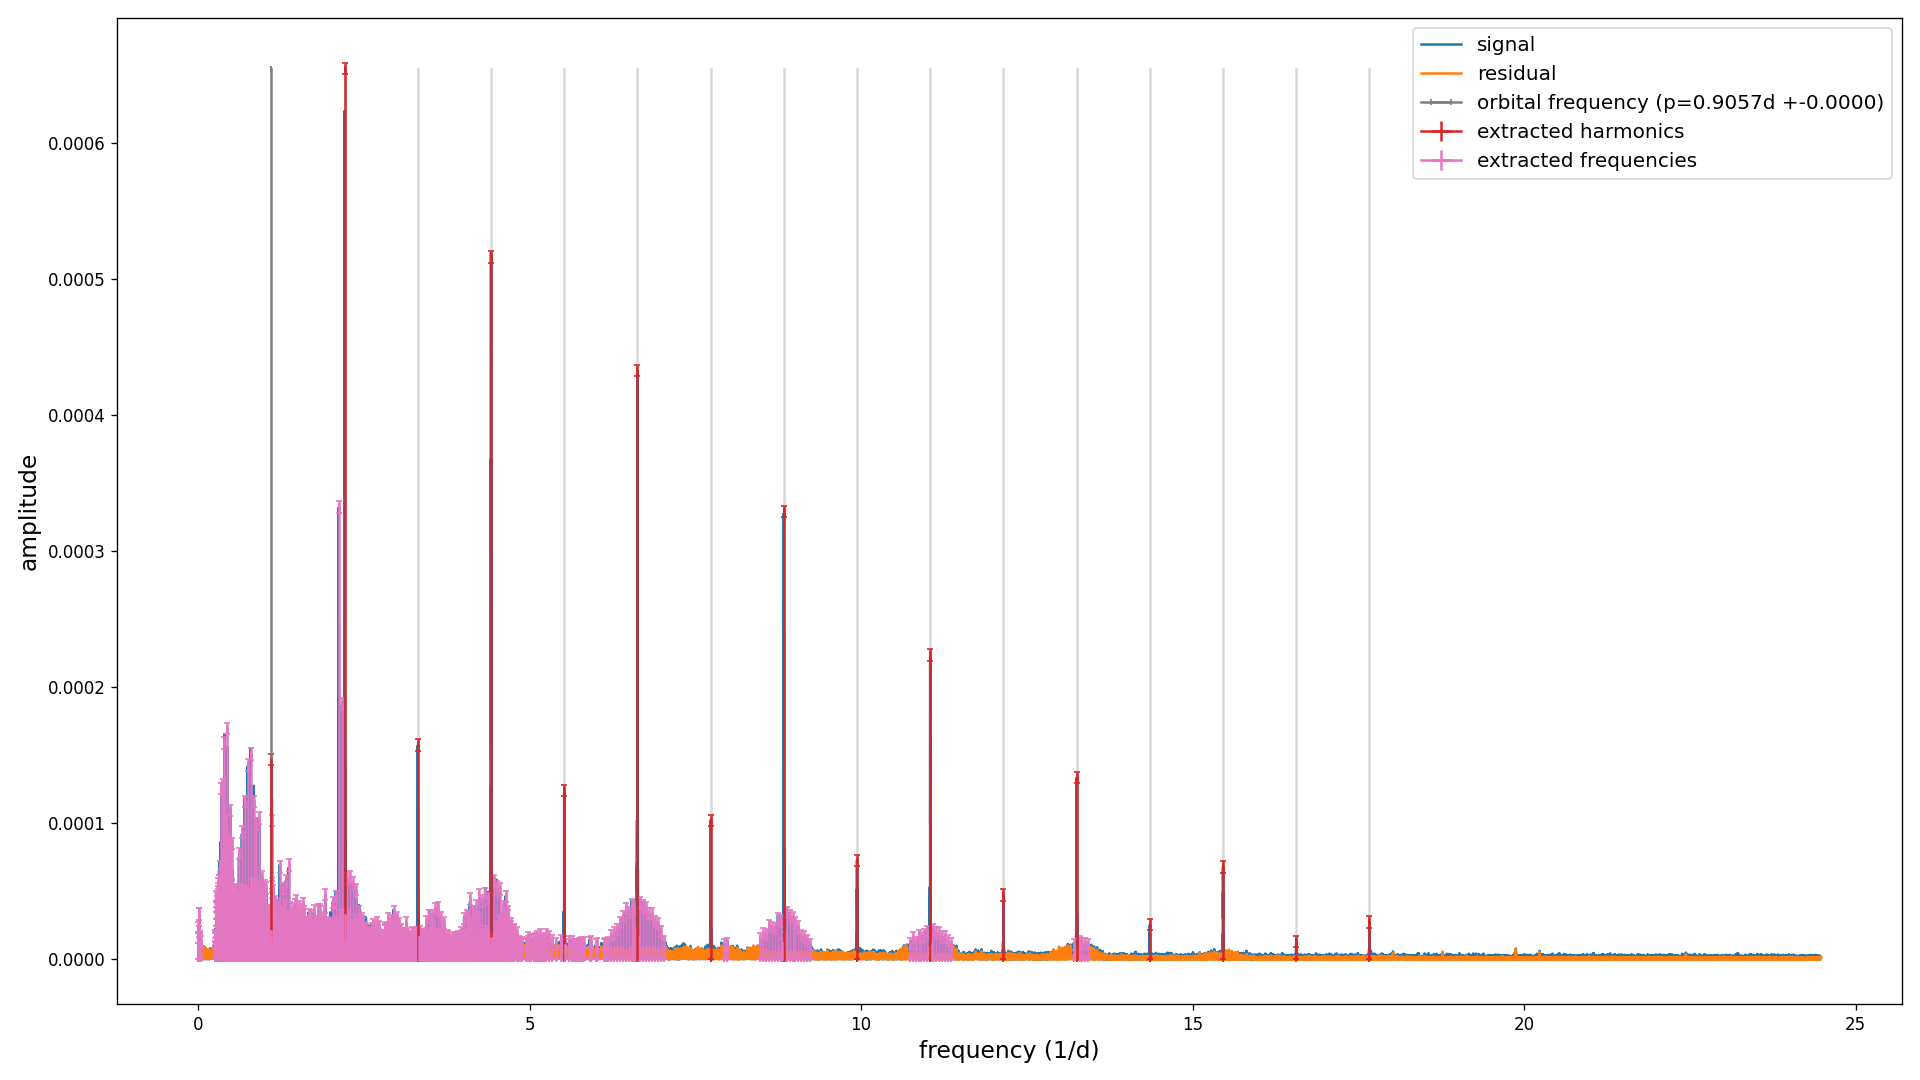 signal
residual
orbital frequency (p=0.9057d +-0.0000)
extracted harmonics
extracted frequencies
amplitude
0.0006
0.0005
0.0004
0.0003
0.0002
0.0001
0.0000
0 5 10 15 20 25
frequency (1/d)